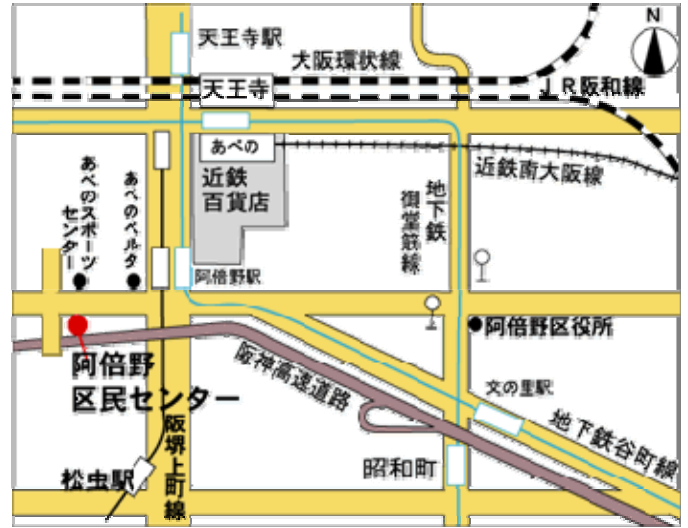 N
天王寺駅
大阪環状線
天王寺
JR阪和線
あべの
近鉄
百貨店
近鉄南大阪線
あべのスポーツ
センター
あべのベルタ
地下鉄
御堂筋線
阿倍野駅
阿倍野区役所
阿倍野
区民センター
阪神高速道路
文の里駅
地下鉄谷町線
阪堺上町線
昭和町
松虫駅